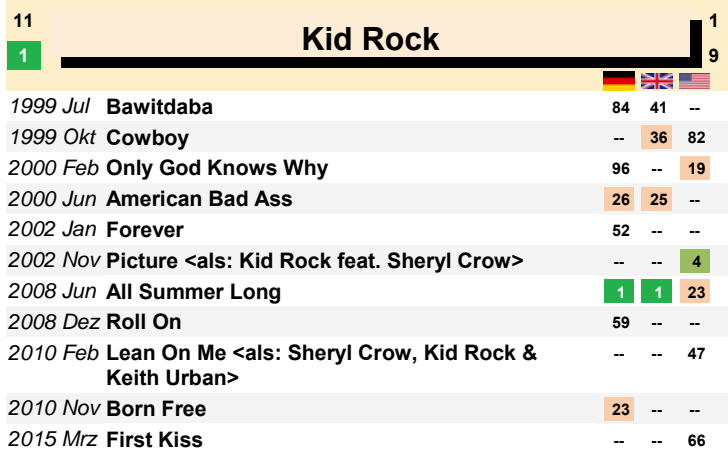 11 Kid Rock 1
1 9
1999 Jul Bawitdaba 84 41 --
1999 Okt Cowboy -- 36 82
2000 Feb Only God Knows Why 96 -- 19
2000 Jun American Bad Ass 26 25 --
2002 Jan Forever 52 -- --
2002 Nov Picture <als: Kid Rock feat. Sheryl Crow> -- -- 4
2008 Jun All Summer Long 1 1 23
2008 Dez Roll On 59 -- --
2010 Feb Lean On Me <als: Sheryl Crow, Kid Rock & -- -- 47
Keith Urban>
2010 Nov Born Free 23 -- --
2015 Mrz First Kiss -- -- 66